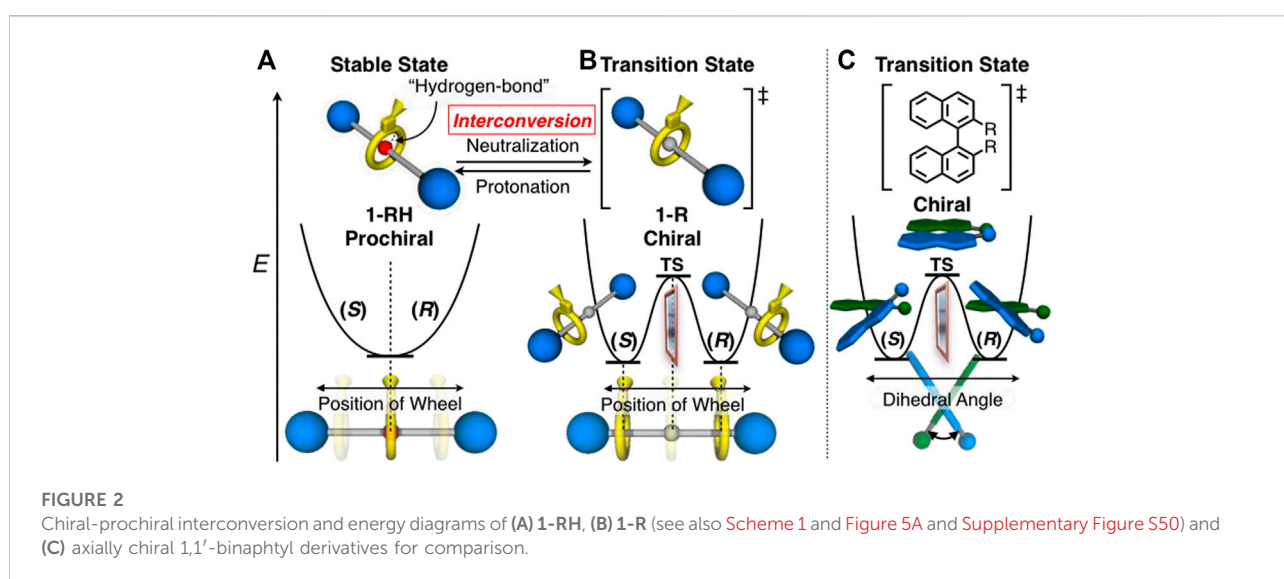 A
Stable State
"Hydrogen-bond"
Interconversion
Neutralization
Protonation
1-RH
Prochiral
E
(S)
(R)
Position of Wheel
B
Transition State
‡
1-R
Chiral
TS
(S)
(R)
Position of Wheel
C
Transition State
‡
R
R
Chiral
TS
(S)
(R)
Dihedral Angle
FIGURE 2
Chiral-prochiral interconversion and energy diagrams of (A) 1-RH, (B) 1-R (see also Scheme 1 and Figure 5A and Supplementary Figure S50) and
(C) axially chiral 1,1′-binaphtyl derivatives for comparison.